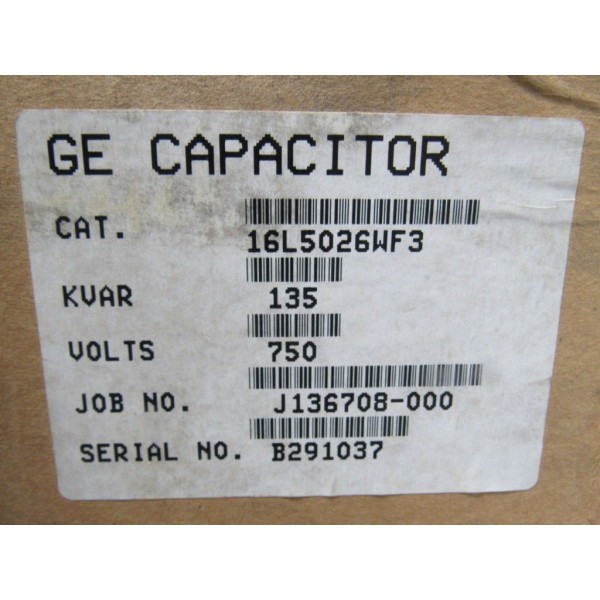 GE CAPACITOR
CAT. 16L5026WF3
KVAR 135
VOLTS 750
JOB NO. J136708-000
SERIAL NO. B291037